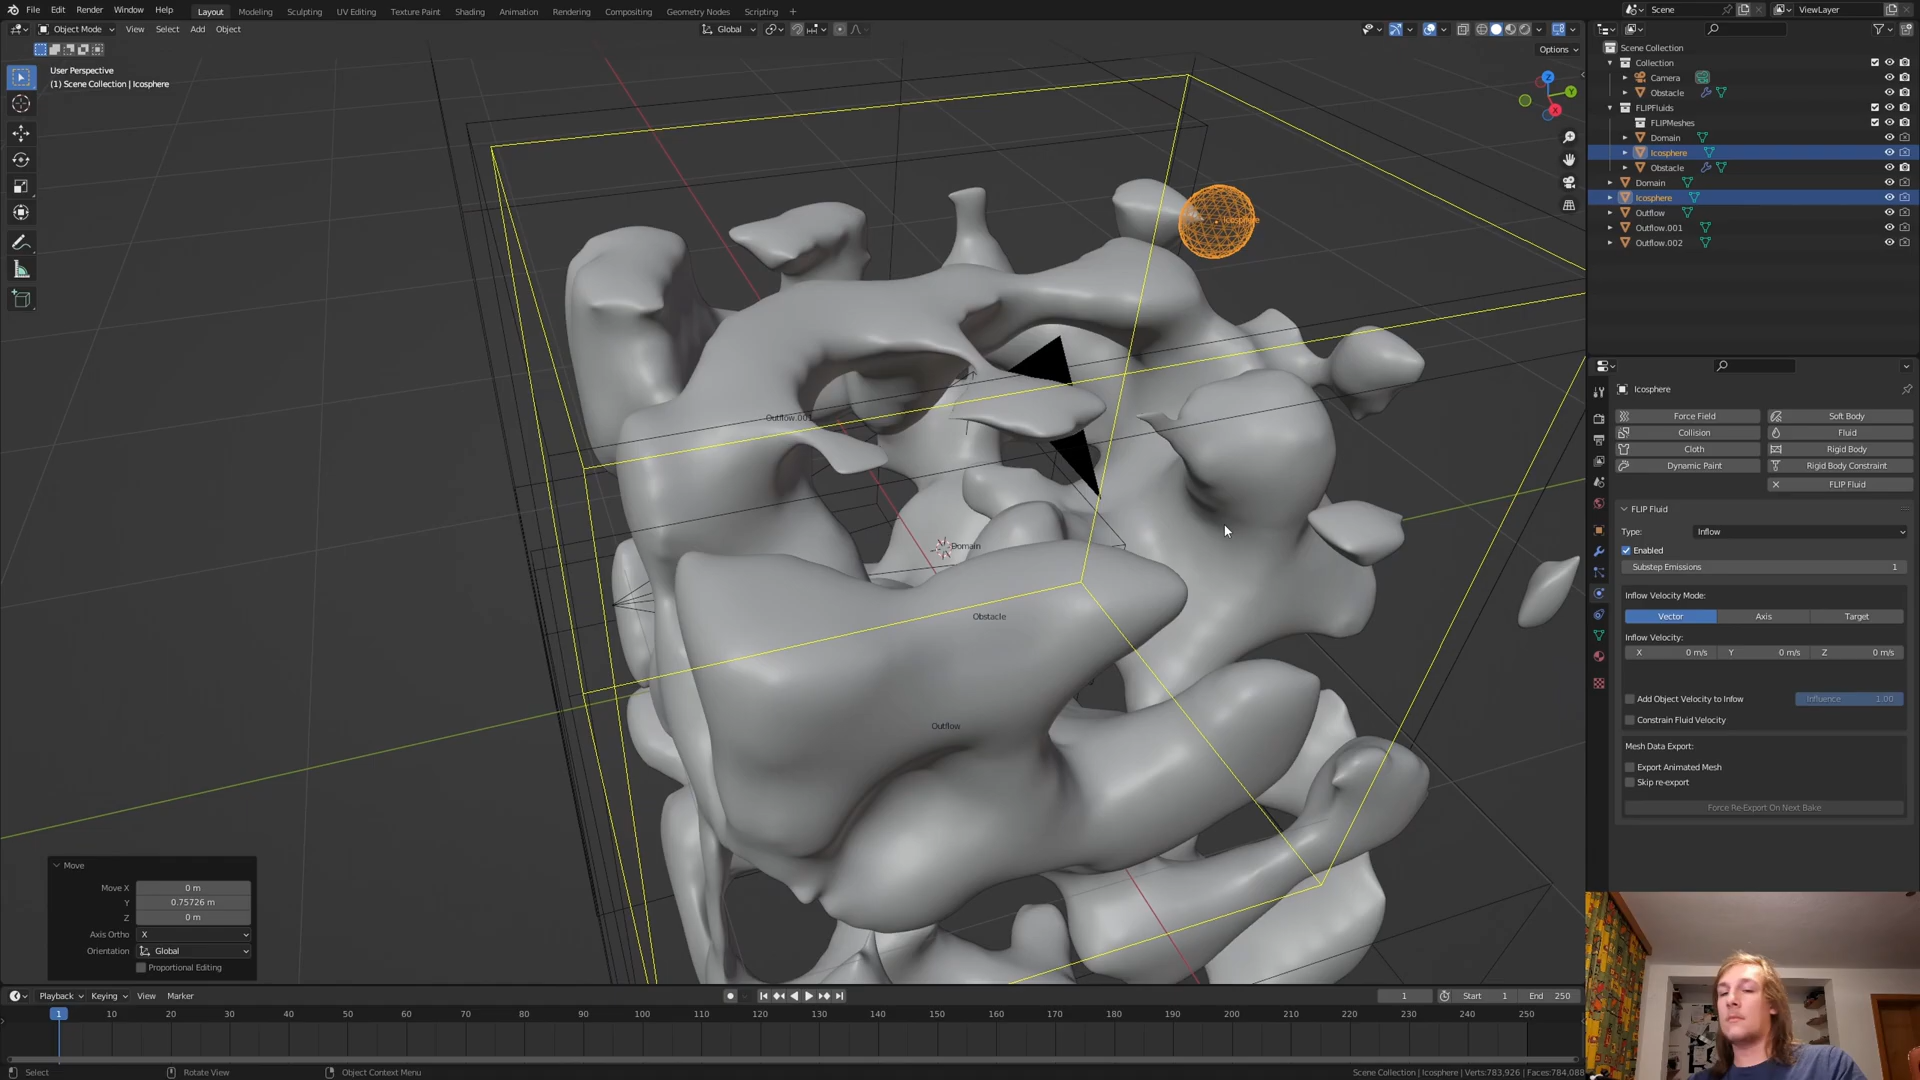 File Edit Render Window Help Layout Modeling Sculpting UV Editing Texture Paint Shading Animation Rendering Compositing Geometry Nodes Scripting + Scene ViewLayer
Object Mode View Select Add Object Global
Options
User Perspective
(1) Scene Collection | Icosphere
Z
Y
X
Icosphere
Domain
Obstacle
Outflow
Scene Collection
Collection
Camera
Obstacle
FLIPFluids
FLIPMeshes
Domain
Icosphere
Obstacle
Domain
Icosphere
Outflow
Outflow.001
Outflow.002
Icosphere
Force Field Soft Body
Collision Fluid
Cloth Rigid Body
Dynamic Paint Rigid Body Constraint
FLIP Fluid
FLIP Fluid
Type: Inflow
Enabled
Substep Emissions 1
Inflow Velocity Mode:
Vector Axis Target
Inflow Velocity:
X 0 m/s Y 0 m/s Z 0 m/s
Add Object Velocity to Infow Influence 1.00
Constrain Fluid Velocity
Mesh Data Export:
Export Animated Mesh
Skip re-export
Force Re-Export On Next Bake
Move
Move X 0 m
Y 0.75726 m
Z 0 m
Axis Ortho X
Orientation Global
Proportional Editing
Playback Keying View Marker 1 Start 1 End 250
1 10 20 30 40 50 60 70 80 90 100 110 120 130 140 150 160 170 180 190 200 210 220 230 240 250
Select Rotate View Object Context Menu Scene Collection | Icosphere | Verts:783,926 | Faces:784,088